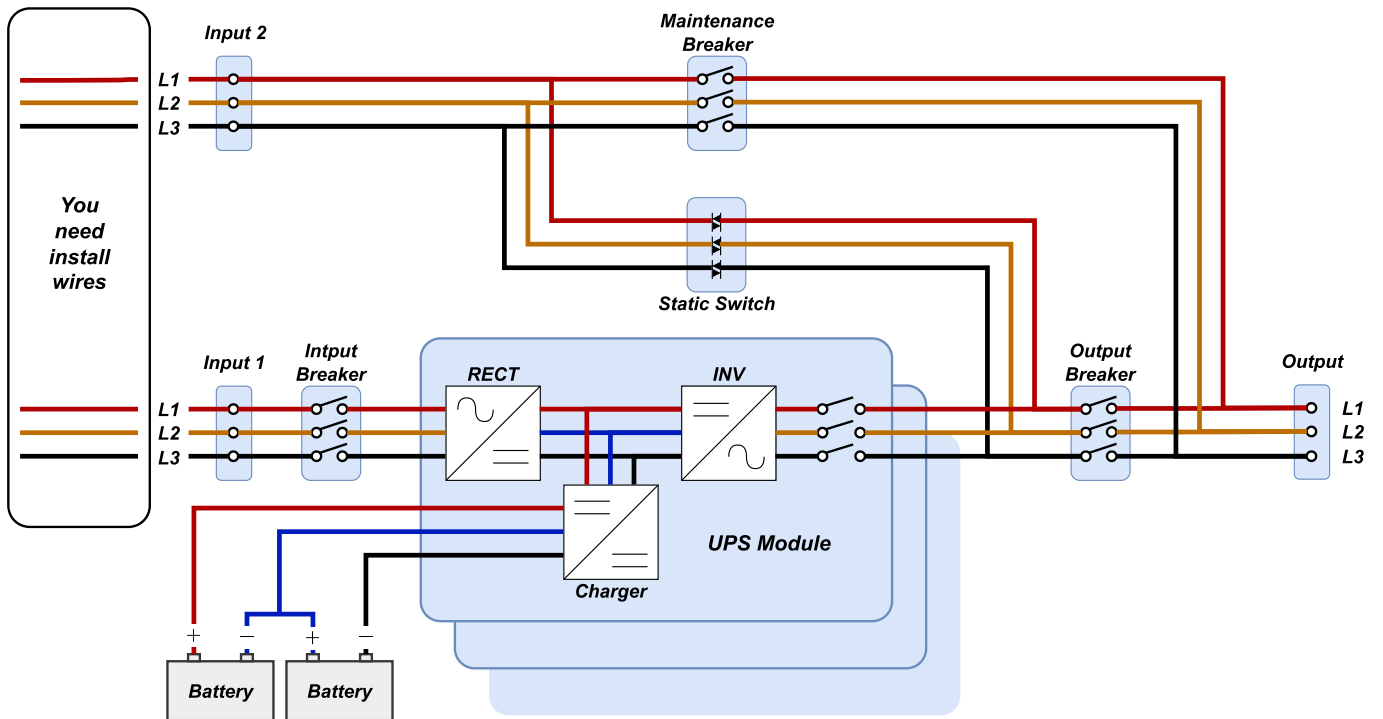 Input 2
Maintenance
Breaker
L1
L2
L3
You
need
install
wires
Static Switch
Input 1
Intput
Breaker
RECT
INV
Output
Breaker
Output
L1
L2
L3
L1
L2
L3
UPS Module
Charger
+
−
+
−
Battery
Battery